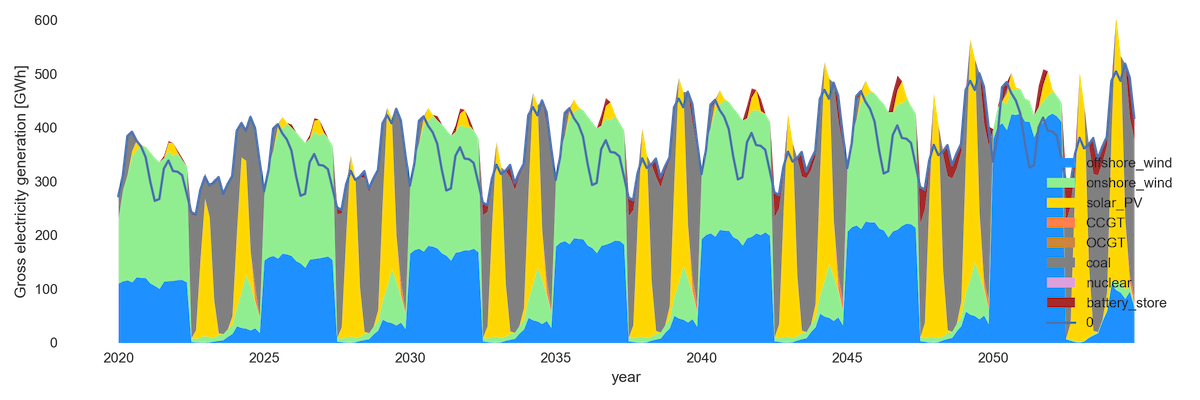 Gross electricity generation [GWh]
600
500
400
300
200
100
0
offshore_wind
onshore_wind
solar_PV
CCGT
OCGT
coal
nuclear
battery_store
0
2020
2025
2030
2035
2040
2045
2050
year